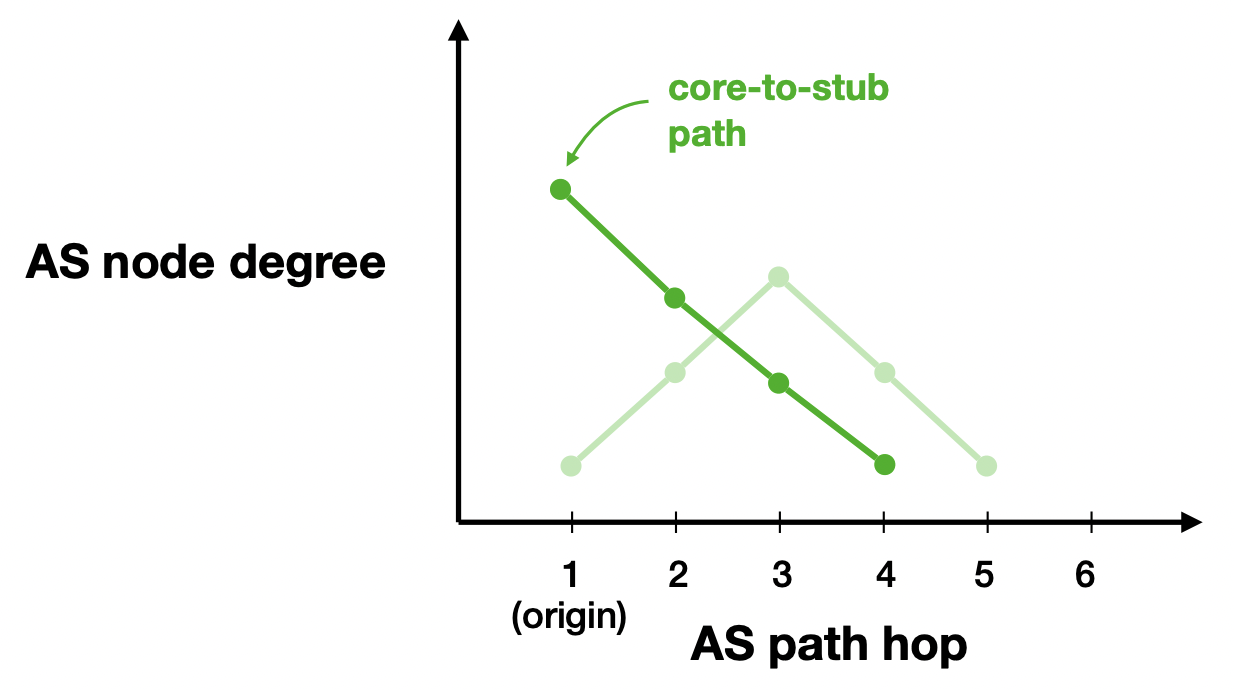 core-to-stub
path
AS node degree
1 2 3 4 5 6
(origin)
AS path hop